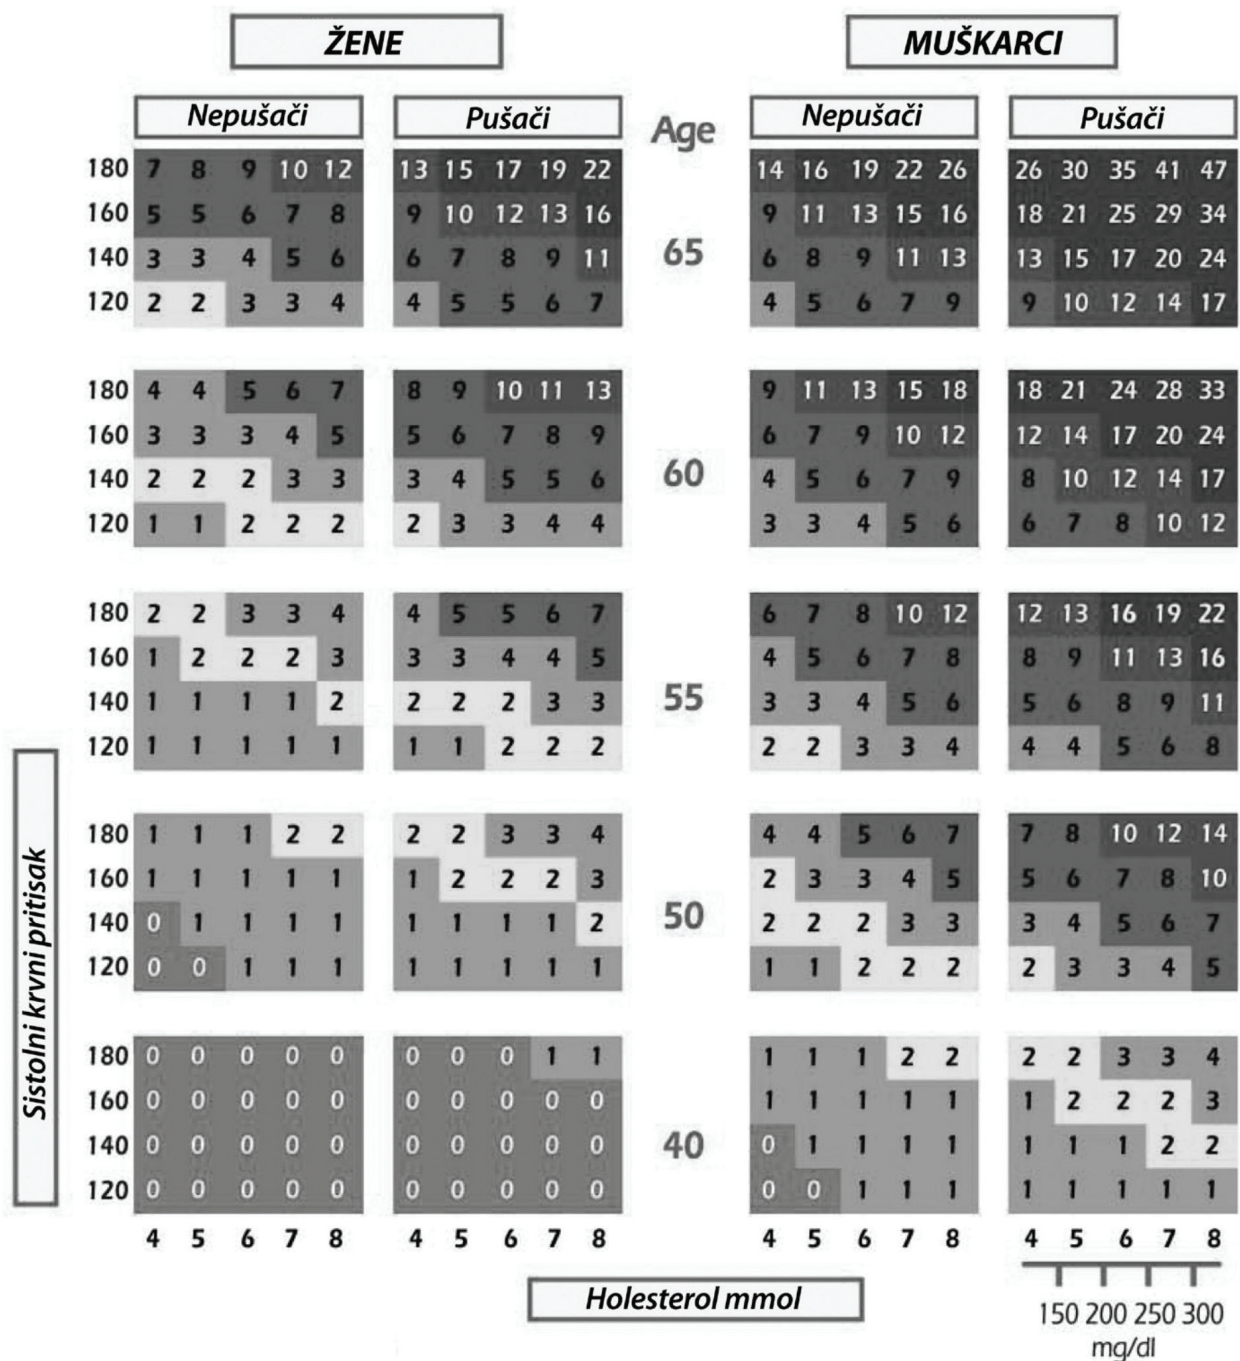 ŽENE MUŠKARCI
Nepušači Pušači Age Nepušači Pušači
180 7 8 9 10 12 13 15 17 19 22 14 16 19 22 26 26 30 35 41 47
160 5 5 6 7 8 9 10 12 13 16 9 11 13 15 16 18 21 25 29 34
65
140 3 3 4 5 6 6 7 8 9 11 6 8 9 11 13 13 15 17 20 24
120 2 2 3 3 4 4 5 5 6 7 4 5 6 7 9 9 10 12 14 17
180 4 4 5 6 7 8 9 10 11 13 9 11 13 15 18 18 21 24 28 33
160 3 3 3 4 5 5 6 7 8 9 6 7 9 10 12 12 14 17 20 24
60
140 2 2 2 3 3 3 4 5 5 6 4 5 6 7 9 8 10 12 14 17
120 1 1 2 2 2 2 3 3 4 4 3 3 4 5 6 6 7 8 10 12
180 2 2 3 3 4 4 5 5 6 7 6 7 8 10 12 12 13 16 19 22
160 1 2 2 2 3 3 3 4 4 5 4 5 6 7 8 8 9 11 13 16
55
140 1 1 1 1 2 2 2 2 3 3 3 3 4 5 6 5 6 8 9 11
120 1 1 1 1 1 1 1 2 2 2 2 2 3 3 4 4 4 5 6 8
180 1 1 1 2 2 2 2 3 3 4 4 4 5 6 7 7 8 10 12 14
160 1 1 1 1 1 1 2 2 2 3 2 3 3 4 5 5 6 7 8 10
50
140 0 1 1 1 1 1 1 1 1 2 2 2 2 3 3 3 4 5 6 7
120 0 0 1 1 1 1 1 1 1 1 1 1 2 2 2 2 3 3 4 5
180 0 0 0 0 0 0 0 0 1 1 1 1 1 2 2 2 2 3 3 4
160 0 0 0 0 0 0 0 0 0 0 1 1 1 1 1 1 2 2 2 3
40
140 0 0 0 0 0 0 0 0 0 0 0 1 1 1 1 1 1 1 2 2
120 0 0 0 0 0 0 0 0 0 0 0 0 1 1 1 1 1 1 1 1
4 5 6 7 8 4 5 6 7 8 4 5 6 7 8 4 5 6 7 8
Sistolni krvni pritisak
Holesterol mmol
150 200 250 300
mg/dl